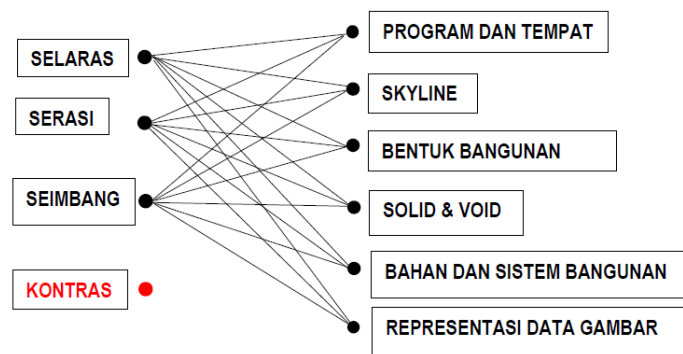 SELARAS
SERASI
SEIMBANG
KONTRAS
PROGRAM DAN TEMPAT
SKYLINE
BENTUK BANGUNAN
SOLID & VOID
BAHAN DAN SISTEM BANGUNAN
REPRESENTASI DATA GAMBAR